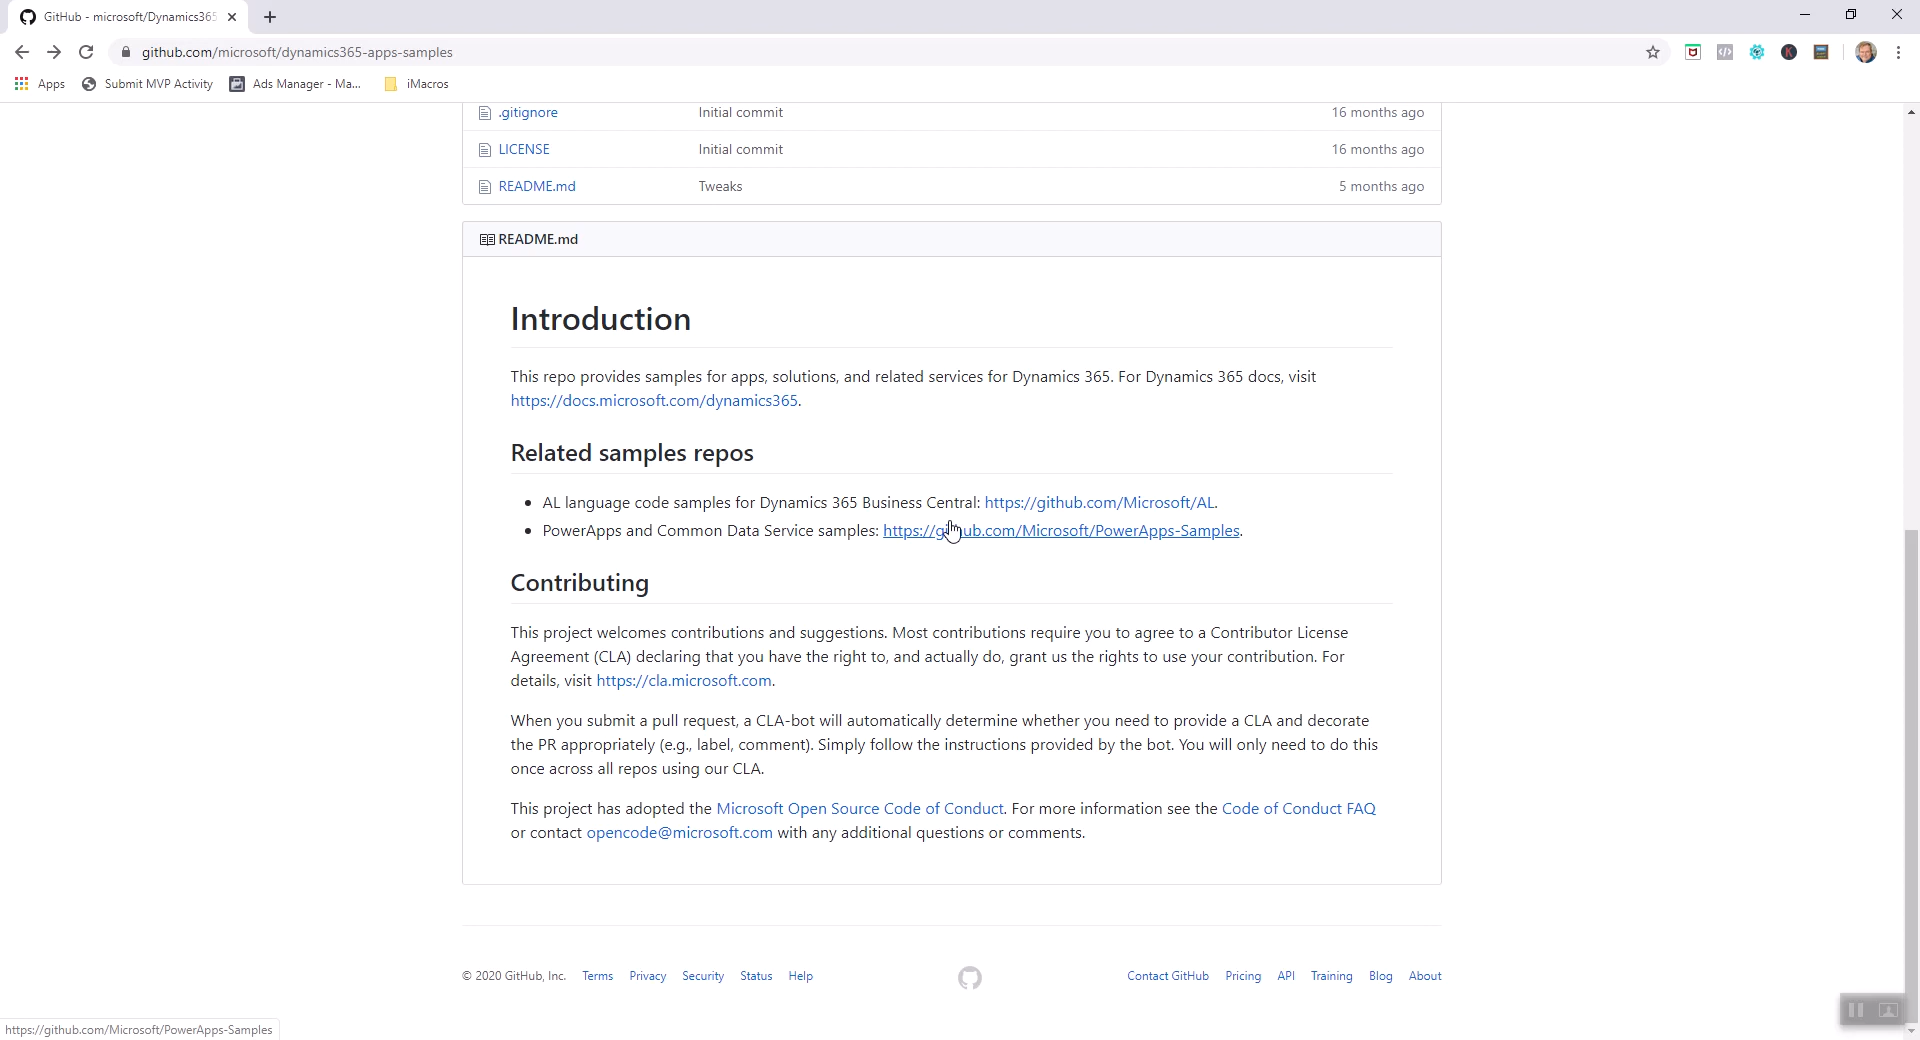 GitHub - microsoft/Dynamics365
github.com/microsoft/dynamics365-apps-samples
Apps Submit MVP Activity Ads Manager - Ma... iMacros
.gitignore Initial commit 16 months ago
LICENSE Initial commit 16 months ago
README.md Tweaks 5 months ago
README.md
Introduction
This repo provides samples for apps, solutions, and related services for Dynamics 365. For Dynamics 365 docs, visit
https://docs.microsoft.com/dynamics365.
Related samples repos
AL language code samples for Dynamics 365 Business Central: https://github.com/Microsoft/AL.
PowerApps and Common Data Service samples: https://github.com/Microsoft/PowerApps-Samples.
Contributing
This project welcomes contributions and suggestions. Most contributions require you to agree to a Contributor License
Agreement (CLA) declaring that you have the right to, and actually do, grant us the rights to use your contribution. For
details, visit https://cla.microsoft.com.
When you submit a pull request, a CLA-bot will automatically determine whether you need to provide a CLA and decorate
the PR appropriately (e.g., label, comment). Simply follow the instructions provided by the bot. You will only need to do this
once across all repos using our CLA.
This project has adopted the Microsoft Open Source Code of Conduct. For more information see the Code of Conduct FAQ
or contact opencode@microsoft.com with any additional questions or comments.
© 2020 GitHub, Inc. Terms Privacy Security Status Help Contact GitHub Pricing API Training Blog About
https://github.com/Microsoft/PowerApps-Samples